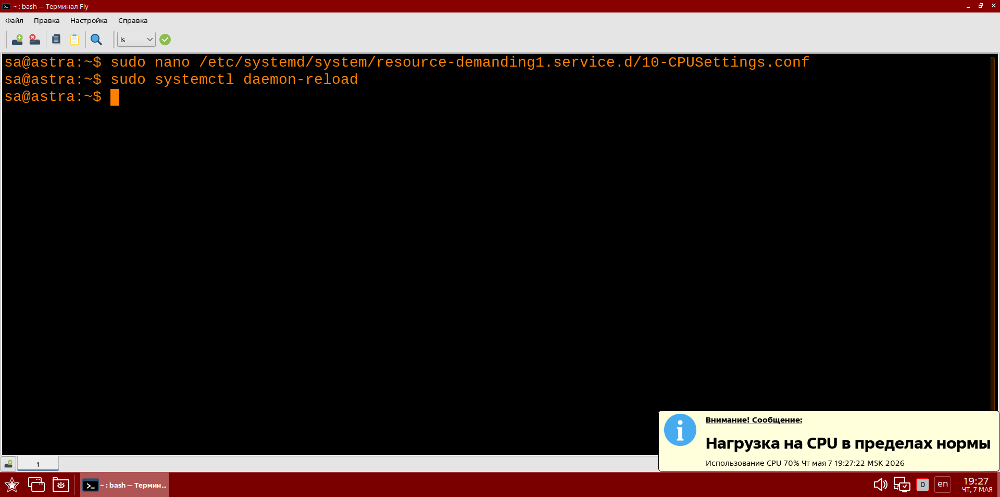 ~ : bash — Терминал Fly
Файл Правка Настройка Справка
ls
sa@astra:~$ sudo nano /etc/systemd/system/resource-demanding1.service.d/10-CPUSettings.conf
sa@astra:~$ sudo systemctl daemon-reload
sa@astra:~$
Внимание! Сообщение:
Нагрузка на CPU в пределах нормы
Использование CPU 70% Чт мая 7 19:27:22 MSK 2026
1
~ : bash — Термин...
0
en
19:27
ЧТ, 7 МАЯ